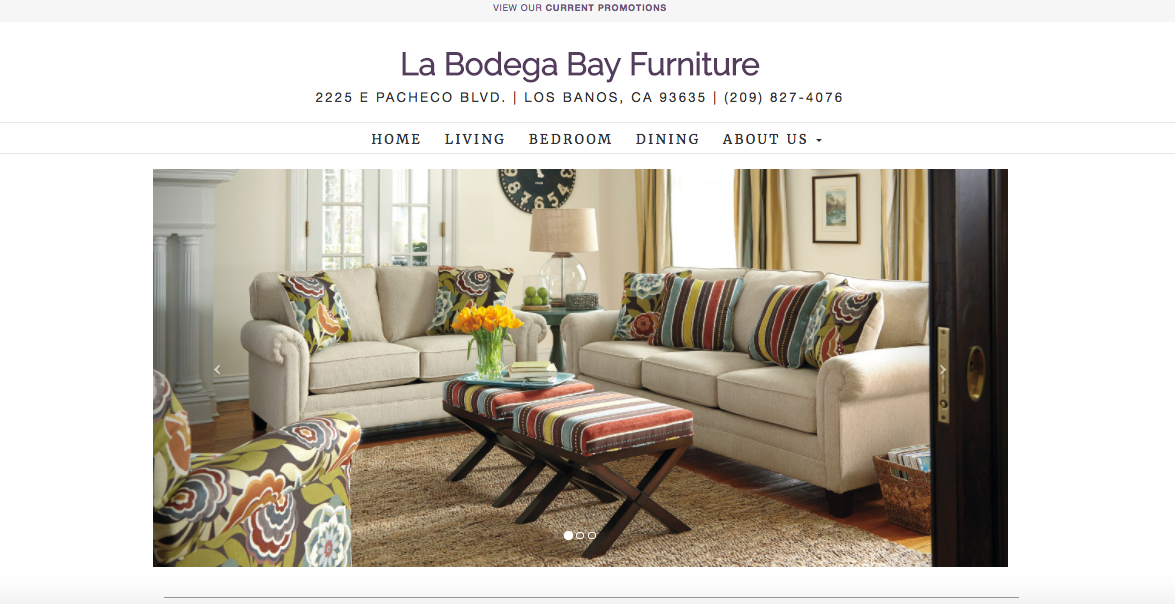 VIEW OUR CURRENT PROMOTIONS
La Bodega Bay Furniture
2225 E PACHECO BLVD. | LOS BANOS, CA 93635 | (209) 827-4076
HOME LIVING BEDROOM DINING ABOUT US